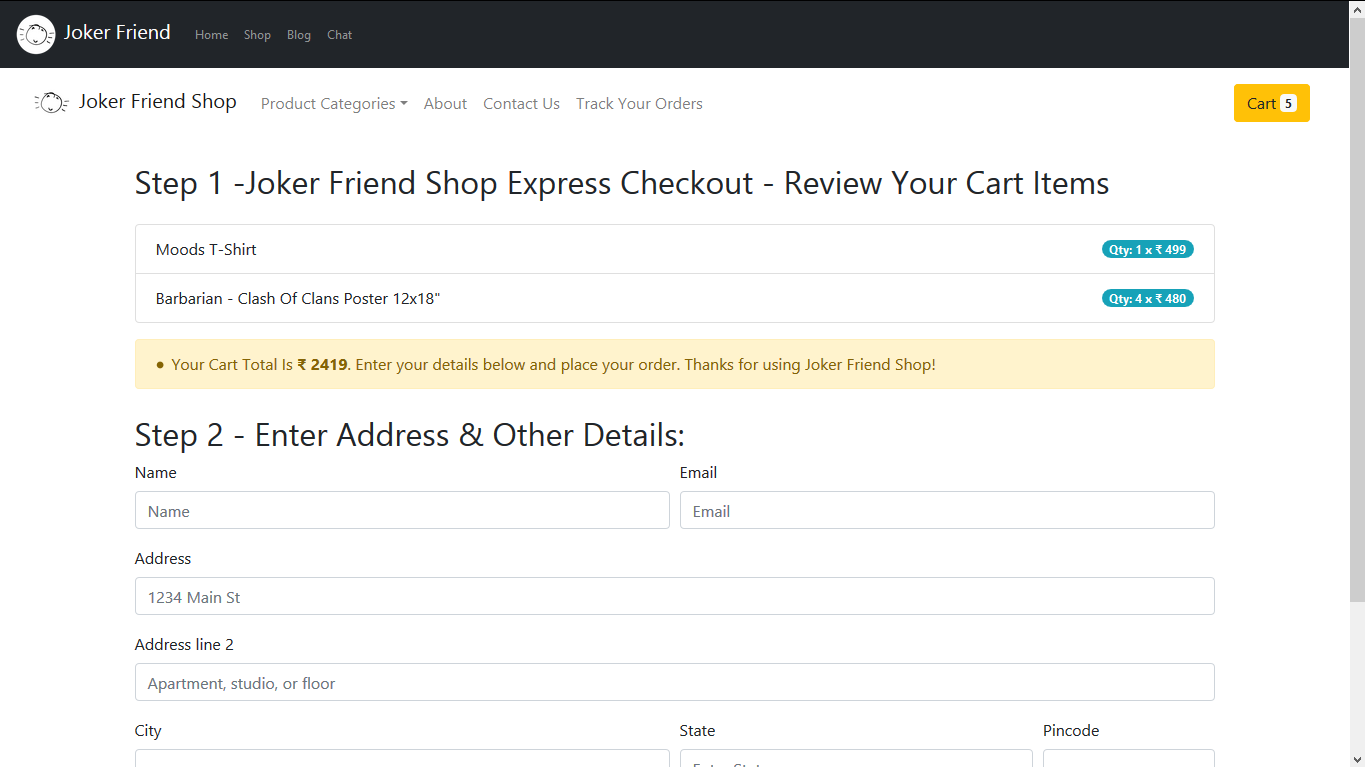 Joker Friend Home Shop Blog Chat
Joker Friend Shop Product Categories About Contact Us Track Your Orders Cart 5
Step 1 -Joker Friend Shop Express Checkout - Review Your Cart Items
Moods T-Shirt Qty: 1 x ₹ 499
Barbarian - Clash Of Clans Poster 12x18" Qty: 4 x ₹ 480
• Your Cart Total Is ₹ 2419. Enter your details below and place your order. Thanks for using Joker Friend Shop!
Step 2 - Enter Address & Other Details:
Name Email
Name Email
Address
1234 Main St
Address line 2
Apartment, studio, or floor
City State Pincode